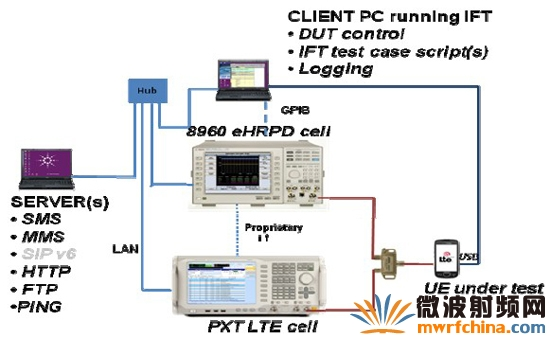 CLIENT PC running IFT
• DUT control
• IFT test case script(s)
• Logging
Hub
GPIB
8960 eHRPD cell
SERVER(s)
• SMS
• MMS
• SIP v6
• HTTP
• FTP
•PING
LAN
Proprietary
lte
USB
UE under test
PXT LTE cell
微波射频网
mwrfchina.com